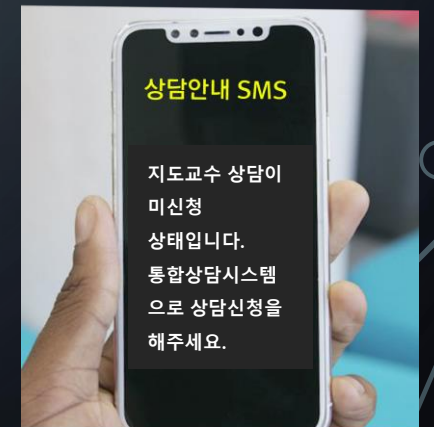 상담안내 SMS
지도교수 상담이
미신청
상태입니다.
통합상담시스템
으로 상담신청을
해주세요.